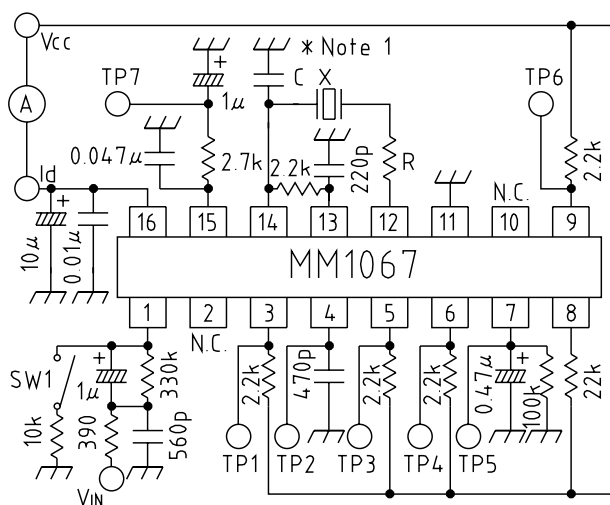 Vcc
* Note 1
TP7
+
1μ
C
X
TP6
A
0.047μ
2.7k
2.2k
220p
R
2.2k
Id
+
10μ
0.01μ
N.C.
16
15
14
13
12
11
10
9
MM1067
1
2
3
4
5
6
7
8
N.C.
SW1
+
1μ
330k
2.2k
470p
2.2k
2.2k
0.47μ
+
100k
22k
10k
390
560p
TP1
TP2
TP3
TP4
TP5
VIN